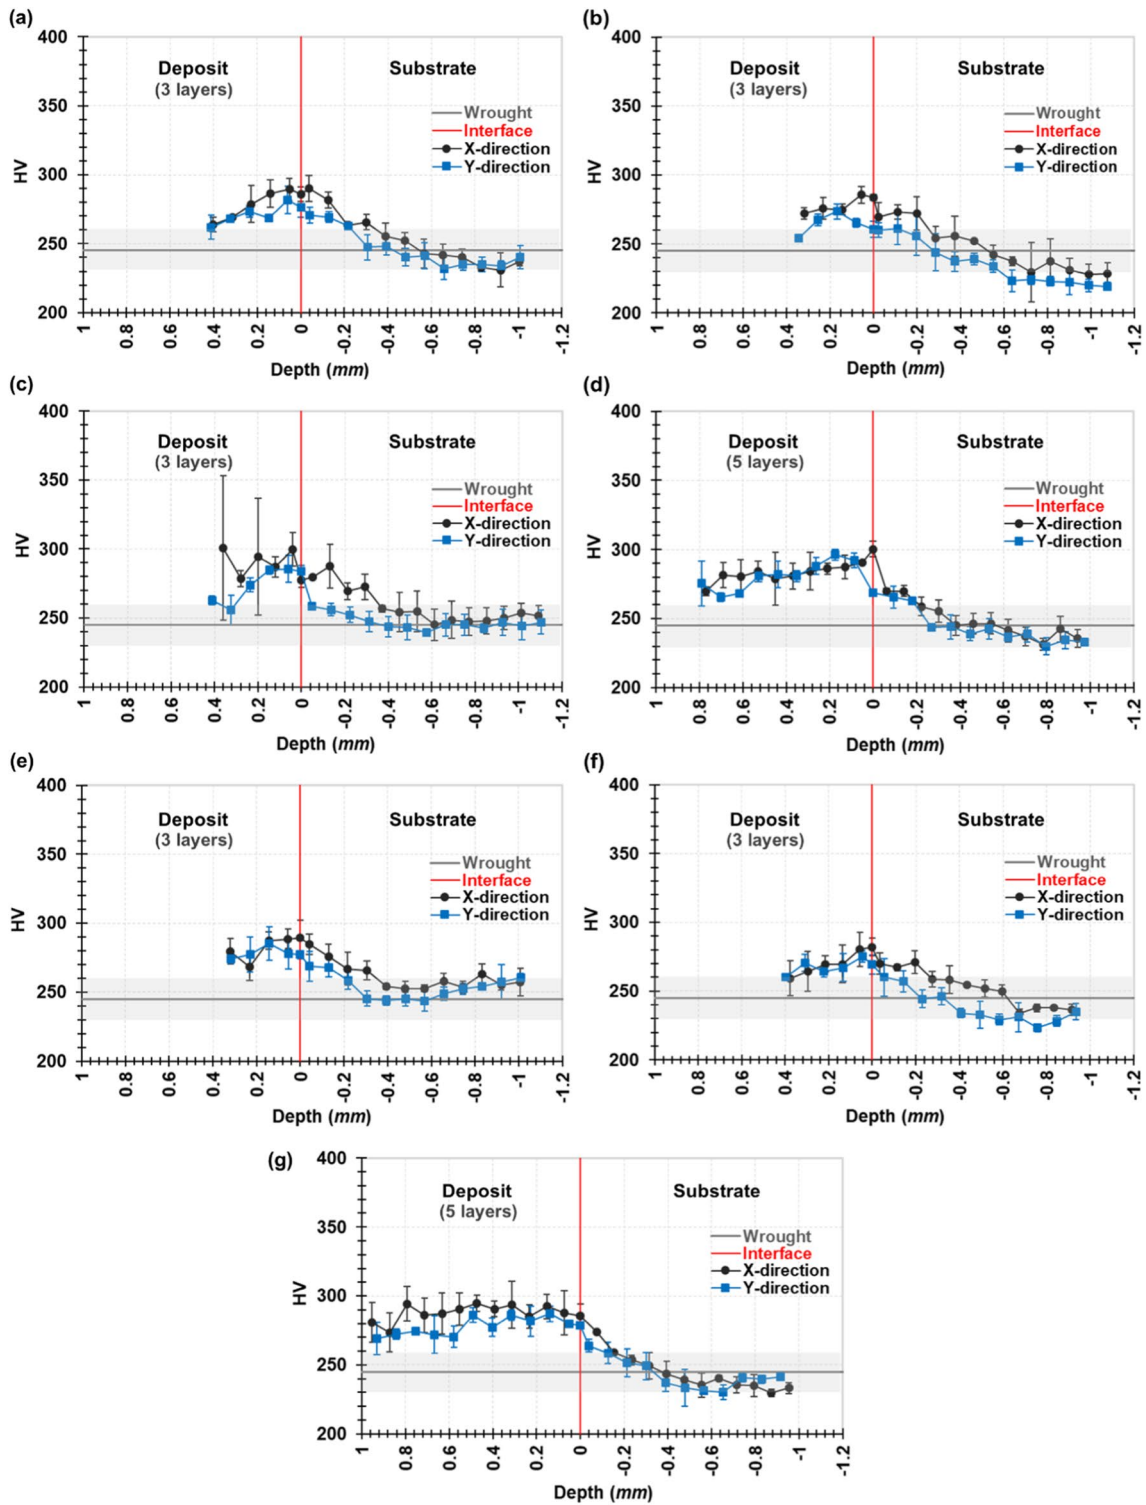 (a)
400
350
300
250
200
HV
Deposit
(3 layers)
Substrate
Wrought
Interface
X-direction
Y-direction
1 0.8 0.6 0.4 0.2 0 -0.2 -0.4 -0.6 -0.8 -1 -1.2
Depth (mm)
(b)
400
350
300
250
200
HV
Deposit
(3 layers)
Substrate
Wrought
Interface
X-direction
Y-direction
1 0.8 0.6 0.4 0.2 0 -0.2 -0.4 -0.6 -0.8 -1 -1.2
Depth (mm)
(c)
400
350
300
250
200
HV
Deposit
(3 layers)
Substrate
Wrought
Interface
X-direction
Y-direction
1 0.8 0.6 0.4 0.2 0 -0.2 -0.4 -0.6 -0.8 -1 -1.2
Depth (mm)
(d)
400
350
300
250
200
HV
Deposit
(5 layers)
Substrate
Wrought
Interface
X-direction
Y-direction
1 0.8 0.6 0.4 0.2 0 -0.2 -0.4 -0.6 -0.8 -1 -1.2
Depth (mm)
(e)
400
350
300
250
200
HV
Deposit
(3 layers)
Substrate
Wrought
Interface
X-direction
Y-direction
1 0.8 0.6 0.4 0.2 0 -0.2 -0.4 -0.6 -0.8 -1 -1.2
Depth (mm)
(f)
400
350
300
250
200
HV
Deposit
(3 layers)
Substrate
Wrought
Interface
X-direction
Y-direction
1 0.8 0.6 0.4 0.2 0 -0.2 -0.4 -0.6 -0.8 -1 -1.2
Depth (mm)
(g)
400
350
300
250
200
HV
Deposit
(5 layers)
Substrate
Wrought
Interface
X-direction
Y-direction
1 0.8 0.6 0.4 0.2 0 -0.2 -0.4 -0.6 -0.8 -1 -1.2
Depth (mm)